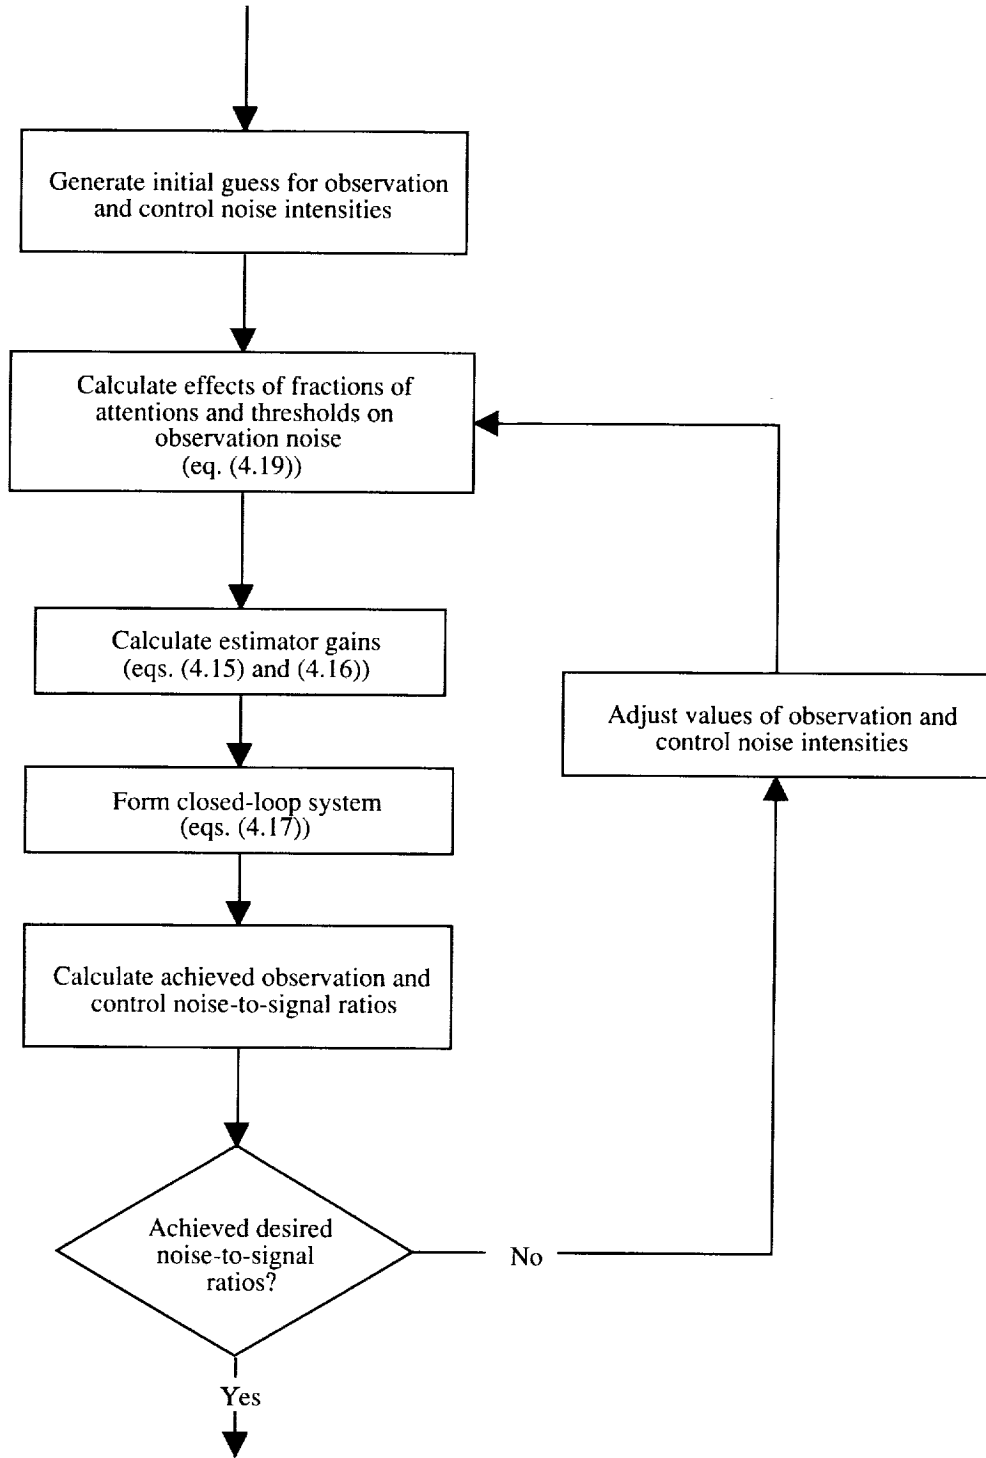 Generate initial guess for observation
and control noise intensities
Calculate effects of fractions of
attentions and thresholds on
observation noise
(eq. (4.19))
Calculate estimator gains
(eqs. (4.15) and (4.16))
Adjust values of observation and
control noise intensities
Form closed-loop system
(eqs. (4.17))
Calculate achieved observation and
control noise-to-signal ratios
Achieved desired
noise-to-signal
ratios?
No
Yes